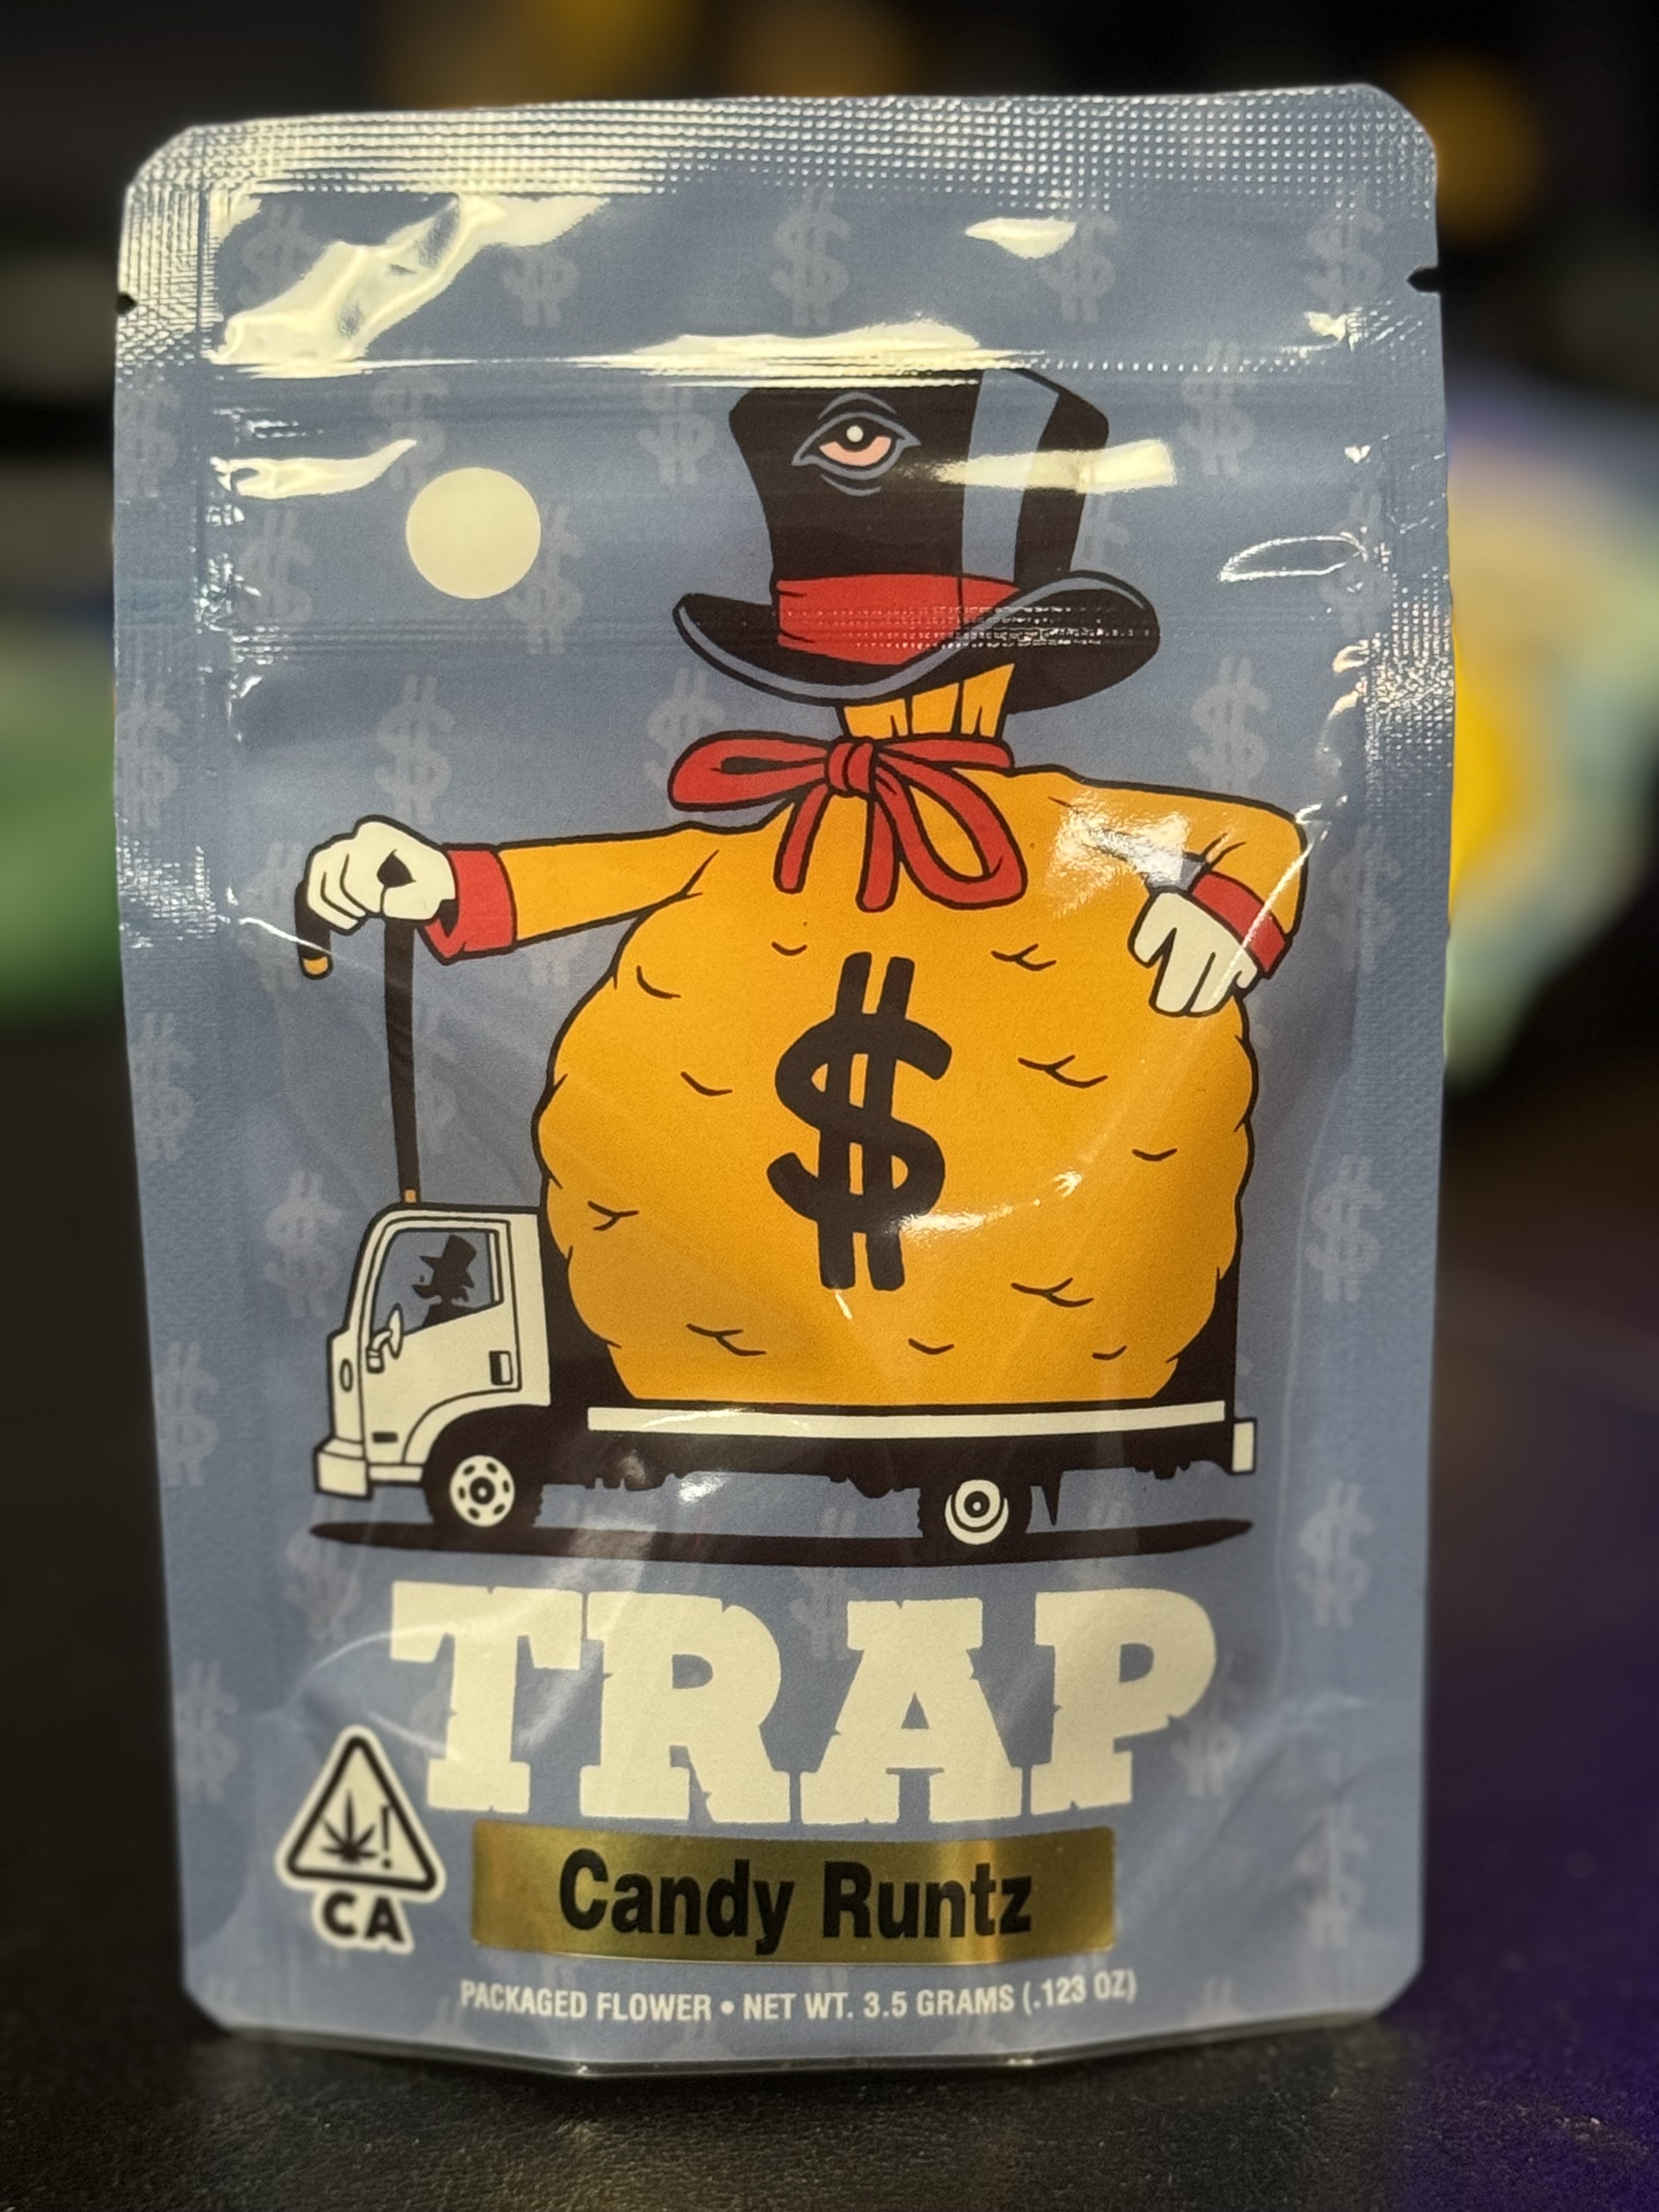 $
TRAP
CA
Candy Runtz
PACKAGED FLOWER • NET WT. 3.5 GRAMS (.123 OZ)